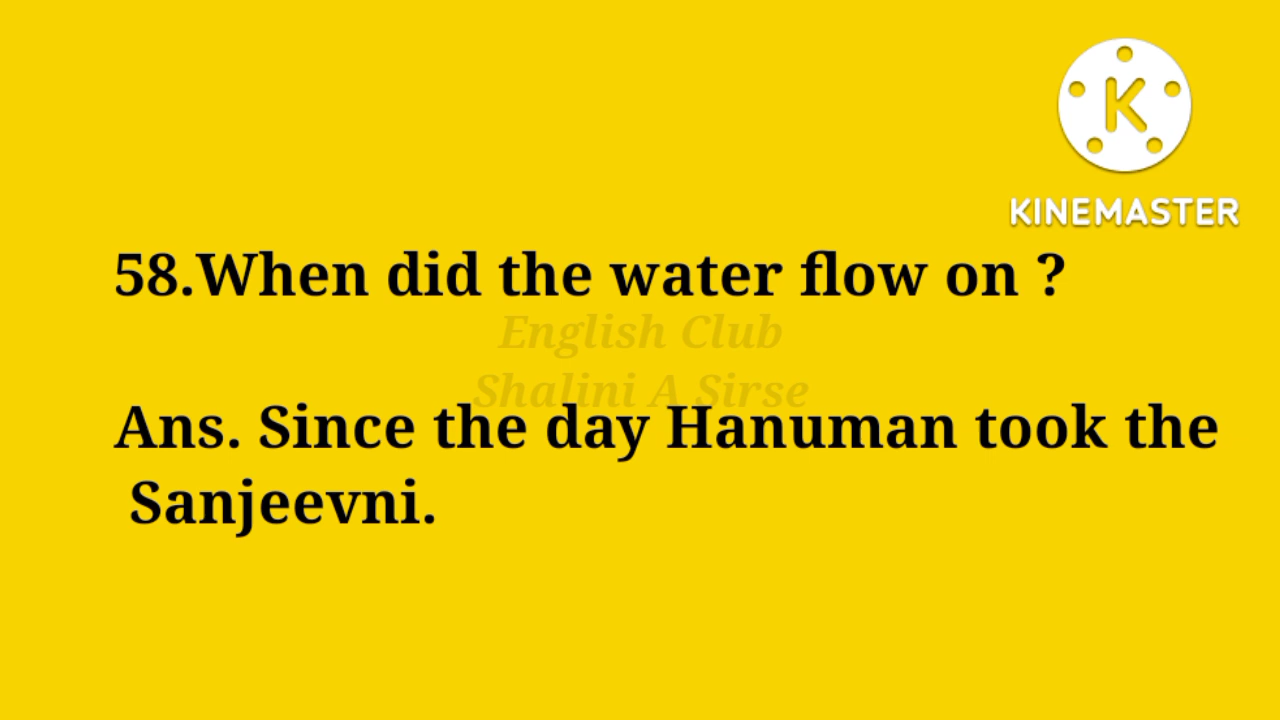 KINEMASTER
58.When did the water flow on ?
English Club
Shalini A Sirse
Ans. Since the day Hanuman took the
Sanjeevni.